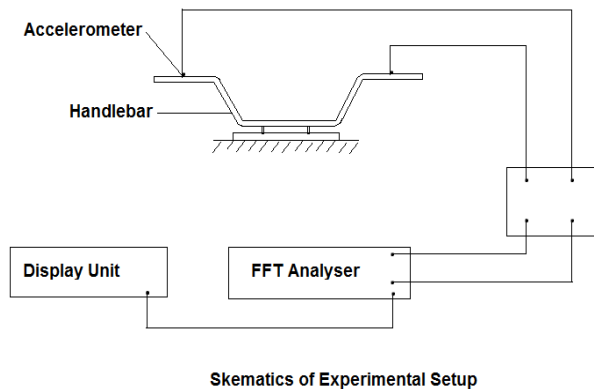 Accelerometer
Handlebar
Display Unit
FFT Analyser
Skematics of Experimental Setup